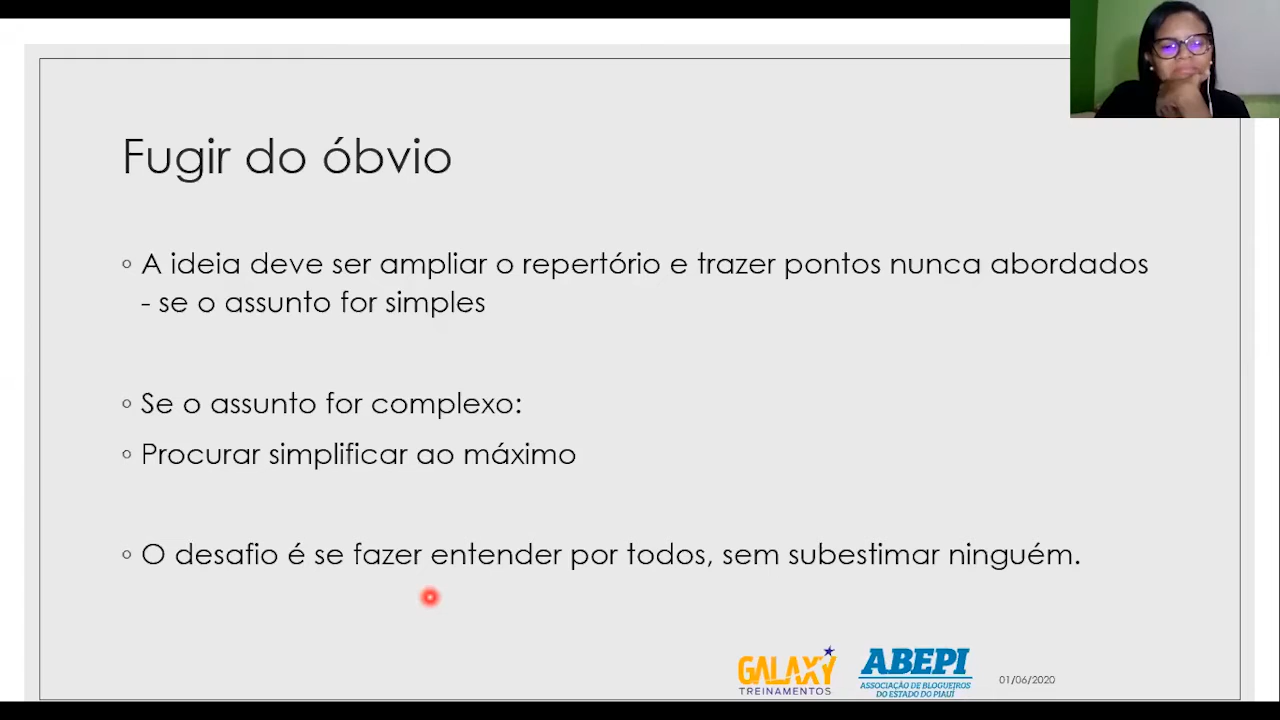 Fugir do óbvio
◦ A ideia deve ser ampliar o repertório e trazer pontos nunca abordados
- se o assunto for simples
◦ Se o assunto for complexo:
◦ Procurar simplificar ao máximo
◦ O desafio é se fazer entender por todos, sem subestimar ninguém.
GALAXY
TREINAMENTOS
ABEPI
ASSOCIAÇÃO DE BLOGUEIROS
DO ESTADO DO PIAUÍ
01/06/2020